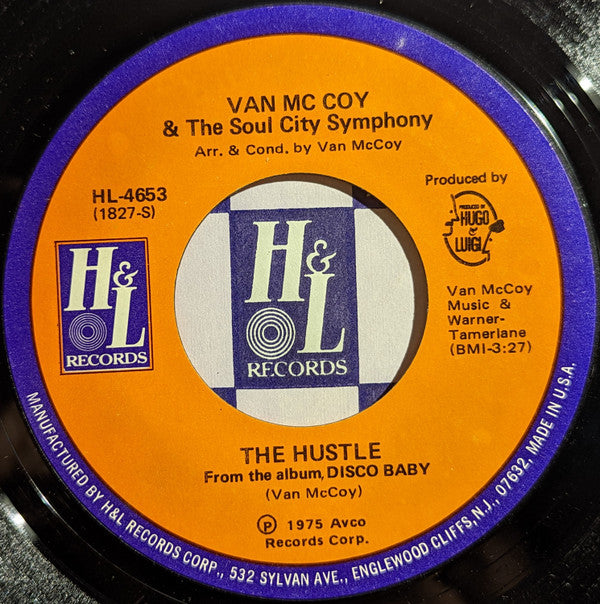 VAN MC COY
& The Soul City Symphony
Arr. & Cond. by Van McCoy
HL-4653
(1827-S)
Produced by
PRODUCED BY
HUGO
&
LUIGI
H&L
RECORDS
H&L
RECORDS
Van McCoy
Music &
Warner-
Tamerlane
(BMI-3:27)
THE HUSTLE
From the album, DISCO BABY
(Van McCoy)
℗ 1975 Avco
Records Corp.
MANUFACTURED BY H&L RECORDS CORP., 532 SYLVAN AVE., ENGLEWOOD CLIFFS, N.J., 07632, MADE IN U.S.A.